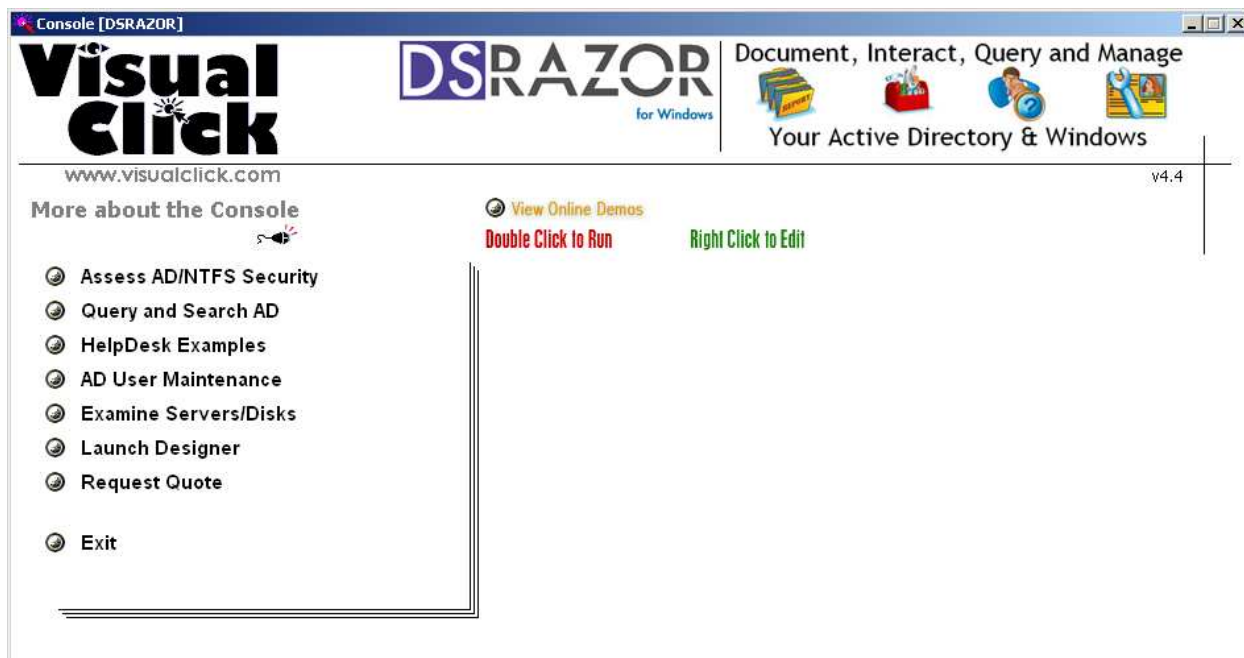 Console [DSRAZOR]
Visual
Click
DSRAZOR
for Windows
Document, Interact, Query and Manage
REPORT
Your Active Directory & Windows
www.visualclick.com
v4.4
More about the Console
View Online Demos
Double Click to Run
Right Click to Edit
Assess AD/NTFS Security
Query and Search AD
HelpDesk Examples
AD User Maintenance
Examine Servers/Disks
Launch Designer
Request Quote
Exit